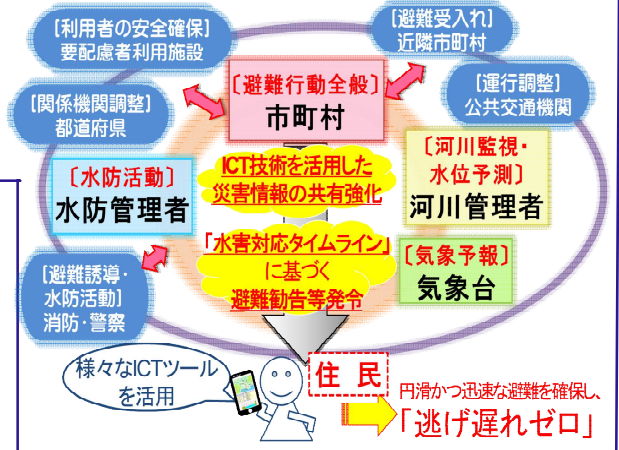 ［利用者の安全確保］
要配慮者利用施設
［避難受入れ］
近隣市町村
［関係機関調整］
都道府県
〔避難行動全般〕
市町村
［運行調整］
公共交通機関
〔水防活動〕
水防管理者
ICT技術を活用した
災害情報の共有強化
〔河川監視・
水位予測〕
河川管理者
「水害対応タイムライン」
に基づく
避難勧告等発令
〔気象予報〕
気象台
［避難誘導・
水防活動］
消防・警察
様々なICTツール
を活用
住 民
円滑かつ迅速な避難を確保し、
「逃げ遅れゼロ」